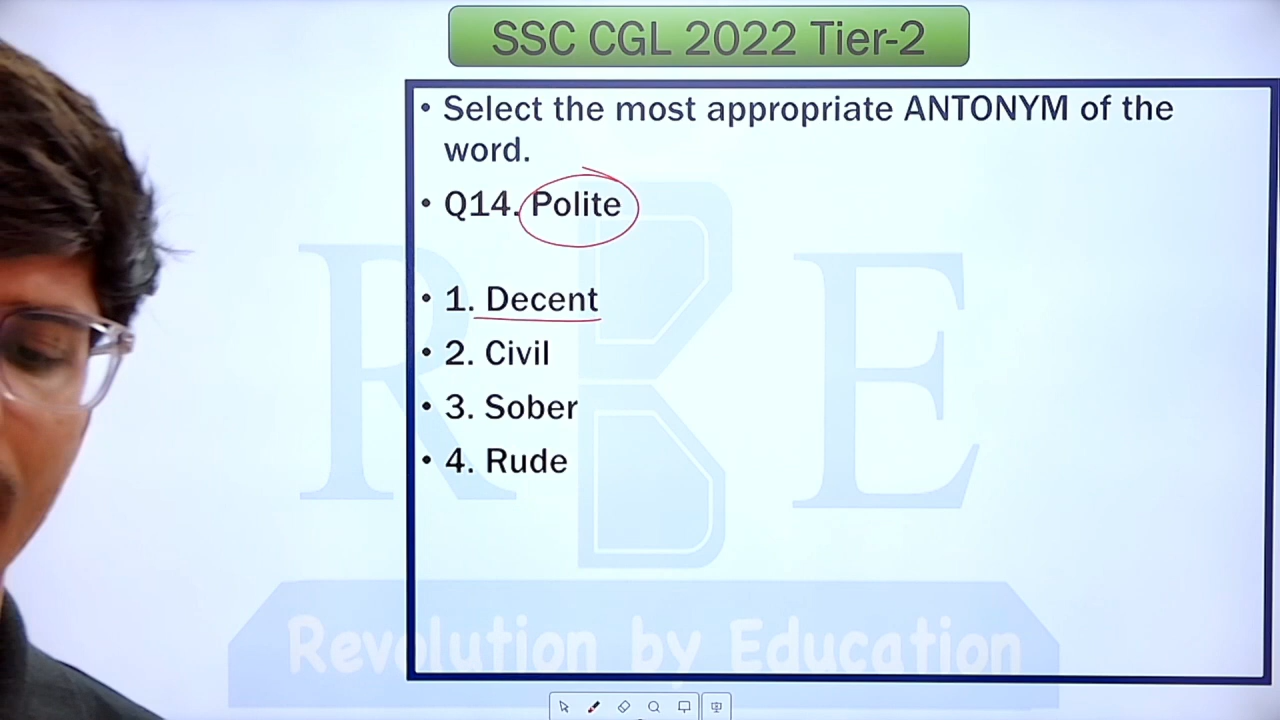 SSC CGL 2022 Tier-2
• Select the most appropriate ANTONYM of the
word.
• Q14. Polite
• 1. Decent
• 2. Civil
• 3. Sober
• 4. Rude
R B E
Revolution by Education